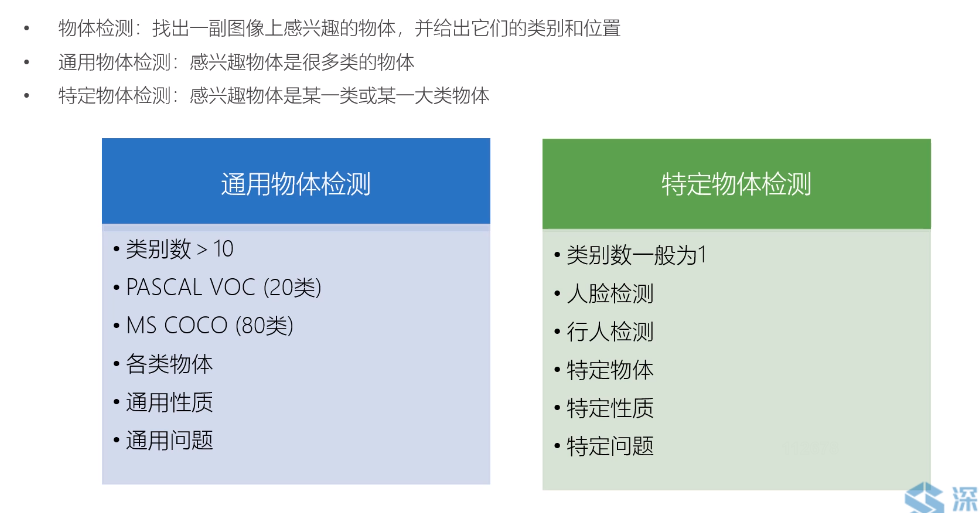 • 物体检测：找出一副图像上感兴趣的物体，并给出它们的类别和位置
• 通用物体检测：感兴趣物体是很多类的物体
• 特定物体检测：感兴趣物体是某一类或某一大类物体
通用物体检测
• 类别数 > 10
• PASCAL VOC (20类)
• MS COCO (80类)
• 各类物体
• 通用性质
• 通用问题
特定物体检测
• 类别数一般为1
• 人脸检测
• 行人检测
• 特定物体
• 特定性质
• 特定问题
深